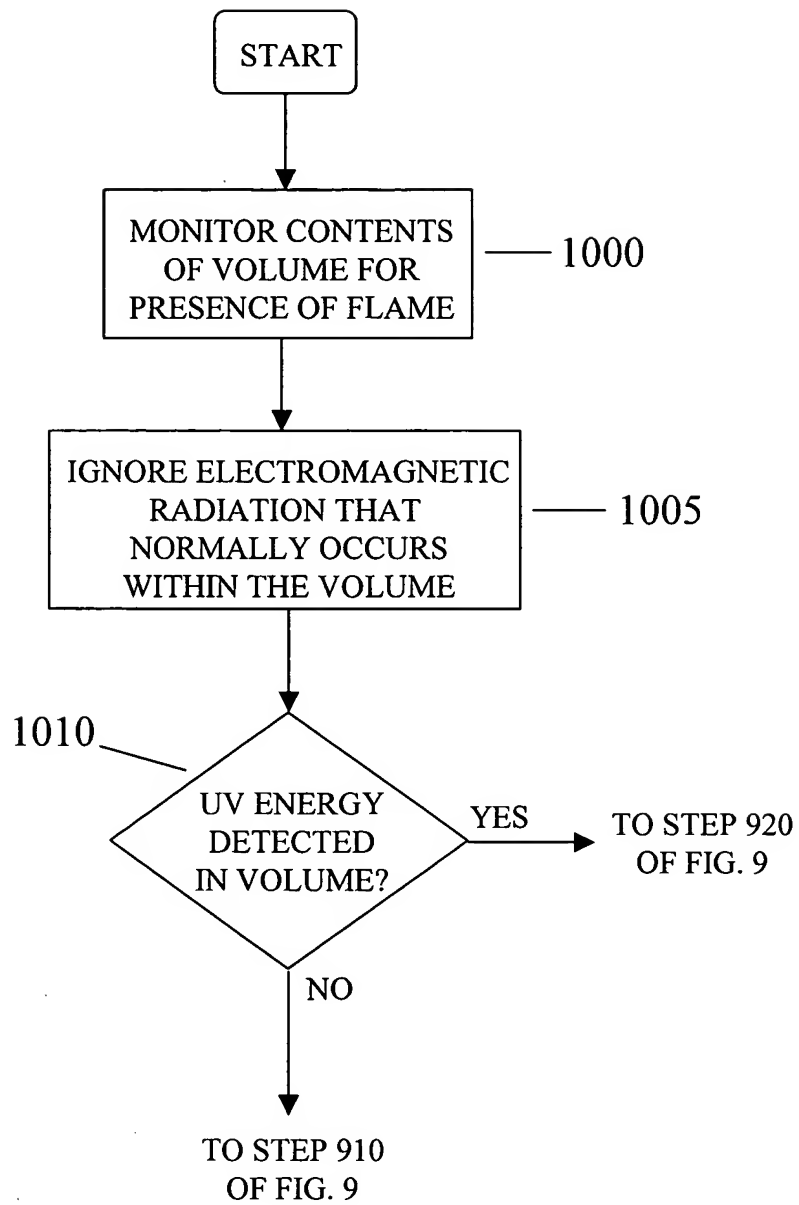 START
MONITOR CONTENTS
OF VOLUME FOR
PRESENCE OF FLAME
1000
IGNORE ELECTROMAGNETIC
RADIATION THAT
NORMALLY OCCURS
WITHIN THE VOLUME
1005
1010
UV ENERGY
DETECTED
IN VOLUME?
YES
TO STEP 920
OF FIG. 9
NO
TO STEP 910
OF FIG. 9